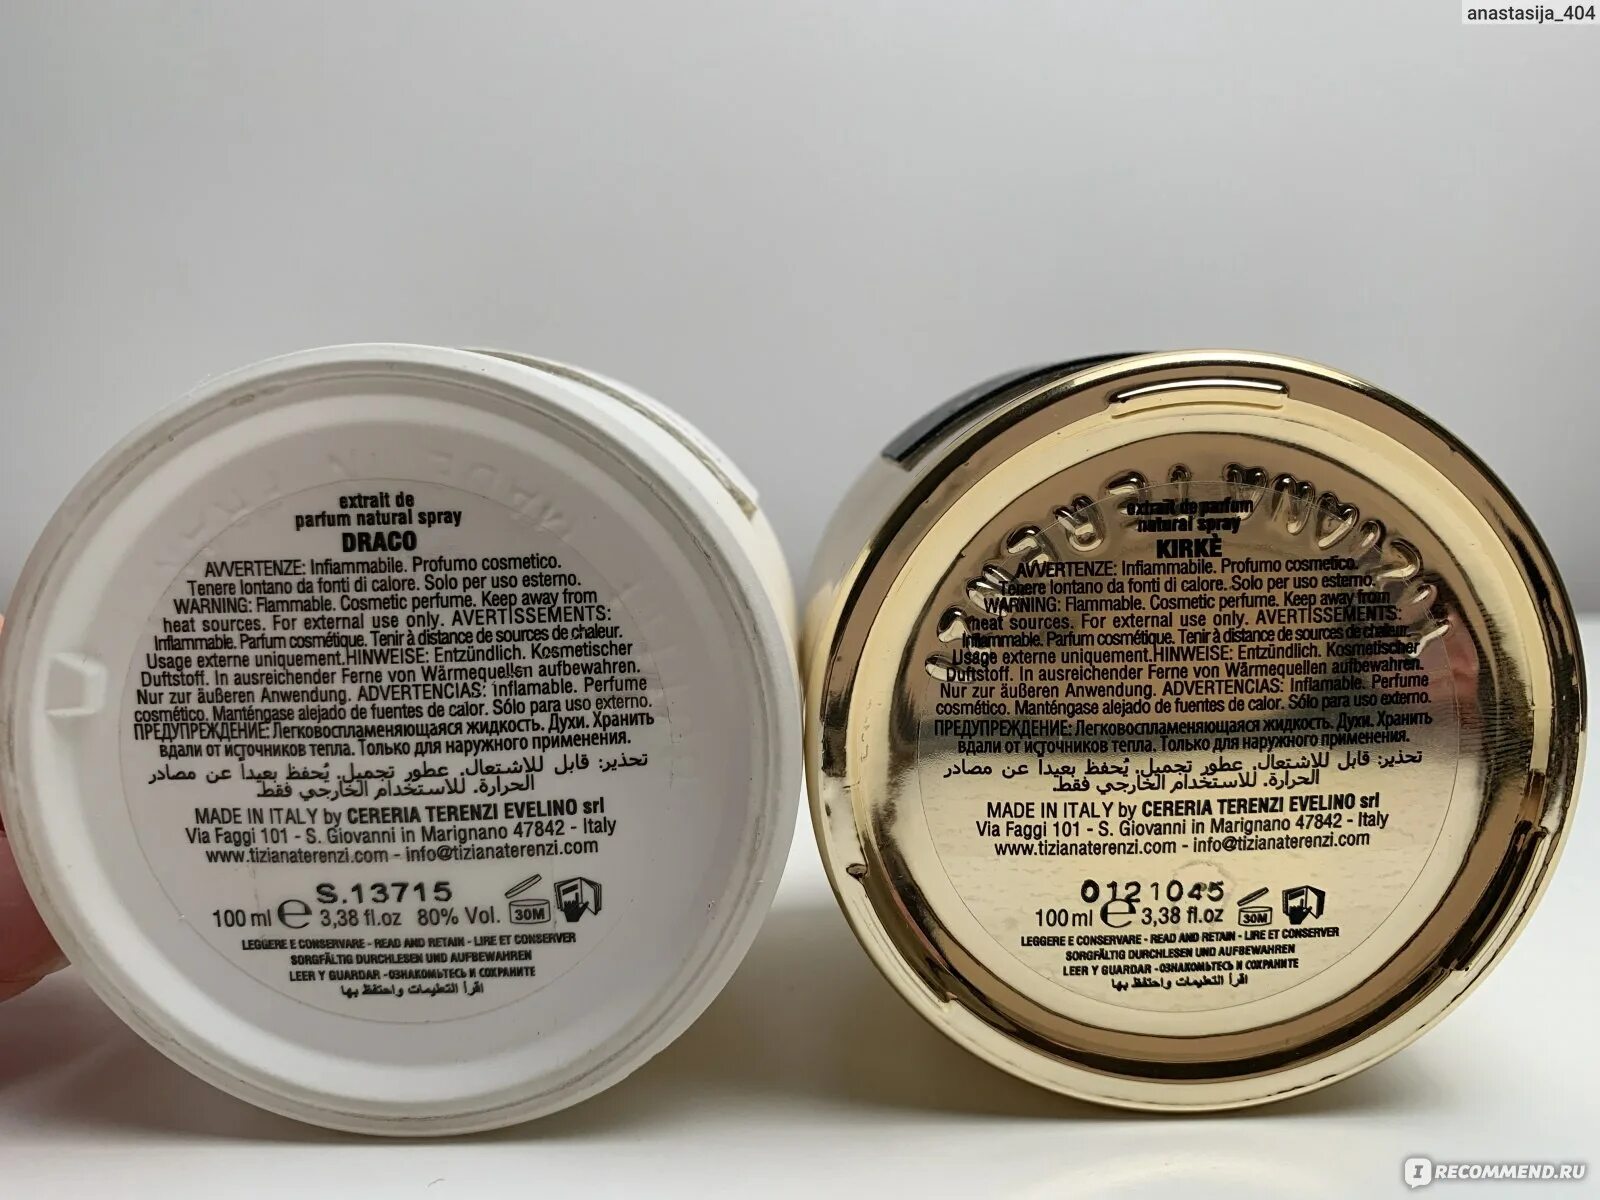 anastasija_404
extrait de
parfum natural spray
DRACO
AVVERTENZE: Infiammabile. Profumo cosmetico.
Tenere lontano da fonti di calore. Solo per uso esterno.
WARNING: Flammable. Cosmetic perfume. Keep away from
heat sources. For external use only. AVERTISSEMENTS:
Inflammable. Parfum cosmétique. Tenir à distance de sources de chaleur.
Usage externe uniquement.HINWEISE: Entzündlich. Kosmetischer
Duftstoff. In ausreichender Ferne von Wärmequellen aufbewahren.
Nur zur äußeren Anwendung. ADVERTENCIAS: inflamable. Perfume
cosmético. Manténgase alejado de fuentes de calor. Sólo para uso externo.
ПРЕДУПРЕЖДЕНИЕ: Легковоспламеняющаяся жидкость. Духи. Хранить
вдали от источников тепла. Только для наружного применения.
تحذير: قابل للاشتعال. عطور تجميل. يُحفظ بعيداً عن مصادر
الحرارة. للاستخدام الخارجي فقط.
MADE IN ITALY by CERERIA TERENZI EVELINO srl
Via Faggi 101 - S. Giovanni in Marignano 47842 - Italy
www.tizianaterenzi.com - info@tizianaterenzi.com
S.13715
100 ml e 3,38 fl.oz 80% Vol. 30M
LEGGERE E CONSERVARE - READ AND RETAIN - LIRE ET CONSERVER
SORGFÄLTIG DURCHLESEN UND AUFBEWAHREN
LEER Y GUARDAR - ОЗНАКОМЬТЕСЬ И СОХРАНИТЕ
اقرأ التعليمات واحتفظ بها
TIZIANA TERENZI
extrait de parfum
natural spray
KIRKÈ
AVVERTENZE: Infiammabile. Profumo cosmetico.
Tenere lontano da fonti di calore. Solo per uso esterno.
WARNING: Flammable. Cosmetic perfume. Keep away from
heat sources. For external use only. AVERTISSEMENTS:
Inflammable. Parfum cosmétique. Tenir à distance de sources de chaleur.
Usage externe uniquement.HINWEISE: Entzündlich. Kosmetischer
Duftstoff. In ausreichender Ferne von Wärmequellen aufbewahren.
Nur zur äußeren Anwendung. ADVERTENCIAS: Inflamable. Perfume
cosmético. Manténgase alejado de fuentes de calor. Sólo para uso externo.
ПРЕДУПРЕЖДЕНИЕ: Легковоспламеняющаяся жидкость. Духи. Хранить
вдали от источников тепла. Только для наружного применения.
تحذير: قابل للاشتعال. عطور تجميل. يُحفظ بعيداً عن مصادر
الحرارة. للاستخدام الخارجي فقط.
MADE IN ITALY by CERERIA TERENZI EVELINO srl
Via Faggi 101 - S. Giovanni in Marignano 47842 - Italy
www.tizianaterenzi.com - info@tizianaterenzi.com
0121045
100 ml e 3,38 fl.oz 30M
LEGGERE E CONSERVARE - READ AND RETAIN - LIRE ET CONSERVER
SORGFÄLTIG DURCHLESEN UND AUFBEWAHREN
LEER Y GUARDAR - ОЗНАКОМЬТЕСЬ И СОХРАНИТЕ
اقرأ التعليمات واحتفظ بها
IRECOMMEND.RU